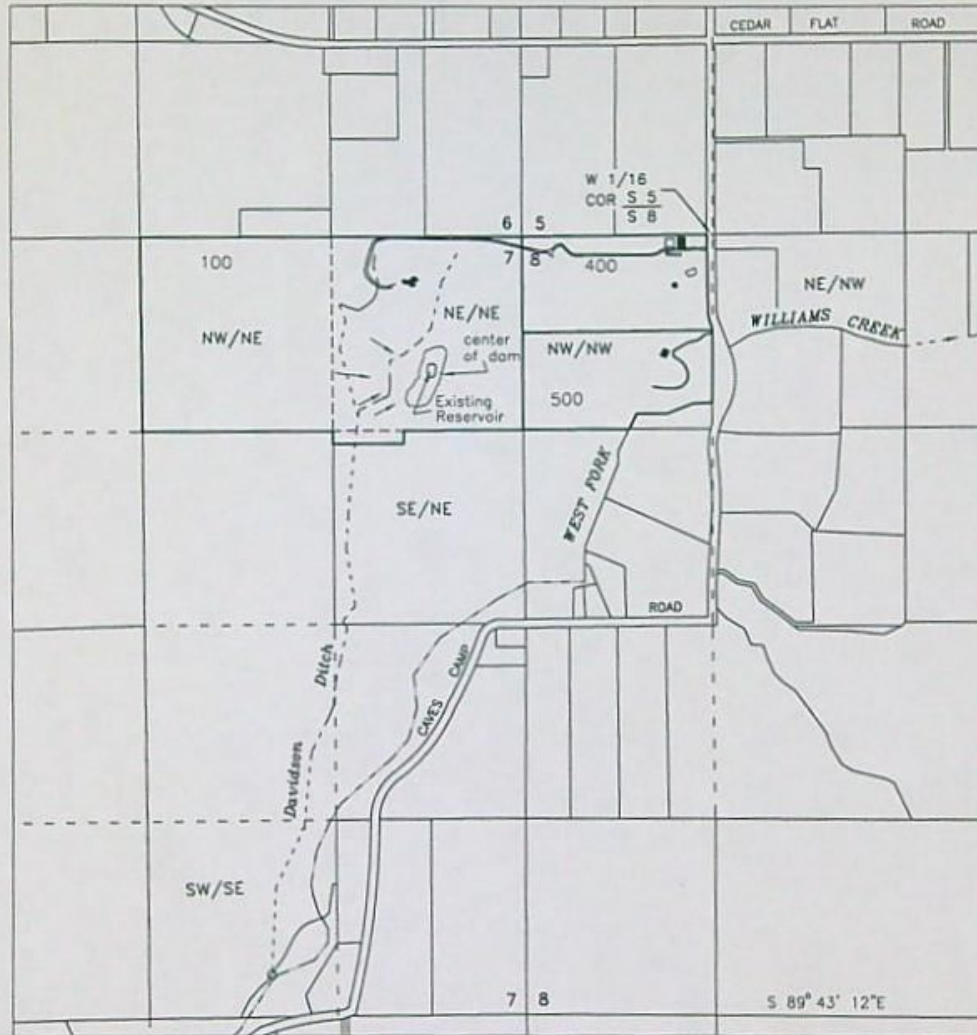 CEDAR FLAT ROAD
W 1/16
COR S 5
S 8
6 5
7 8
100
400
NE/NW
NW/NE
NE/NE
WILLIAMS CREEK
center
of dam
NW/NW
Existing
Reservoir
500
WEST FORK
SE/NE
ROAD
CAVES CAMP
Davidson Ditch
SW/SE
7 8
S 89° 43' 12"E